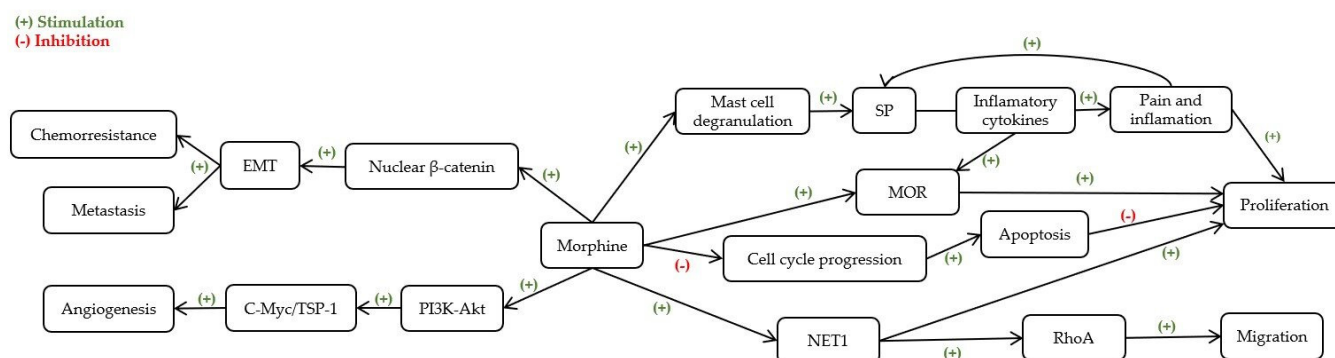 (+) Stimulation
(-) Inhibition
(+)
Mast cell
degranulation
(+)
SP
Inflamatory
cytokines
(+)
Pain and
inflamation
Chemorresistance
(+)
EMT
(+)
Nuclear β-catenin
(+)
(+)
(+)
(+)
Metastasis
(+)
MOR
(+)
Proliferation
Morphine
(-)
Cell cycle progression
(+)
Apoptosis
(-)
(+)
Angiogenesis
(+)
C-Myc/TSP-1
(+)
PI3K-Akt
(+)
(+)
NET1
(+)
RhoA
(+)
Migration